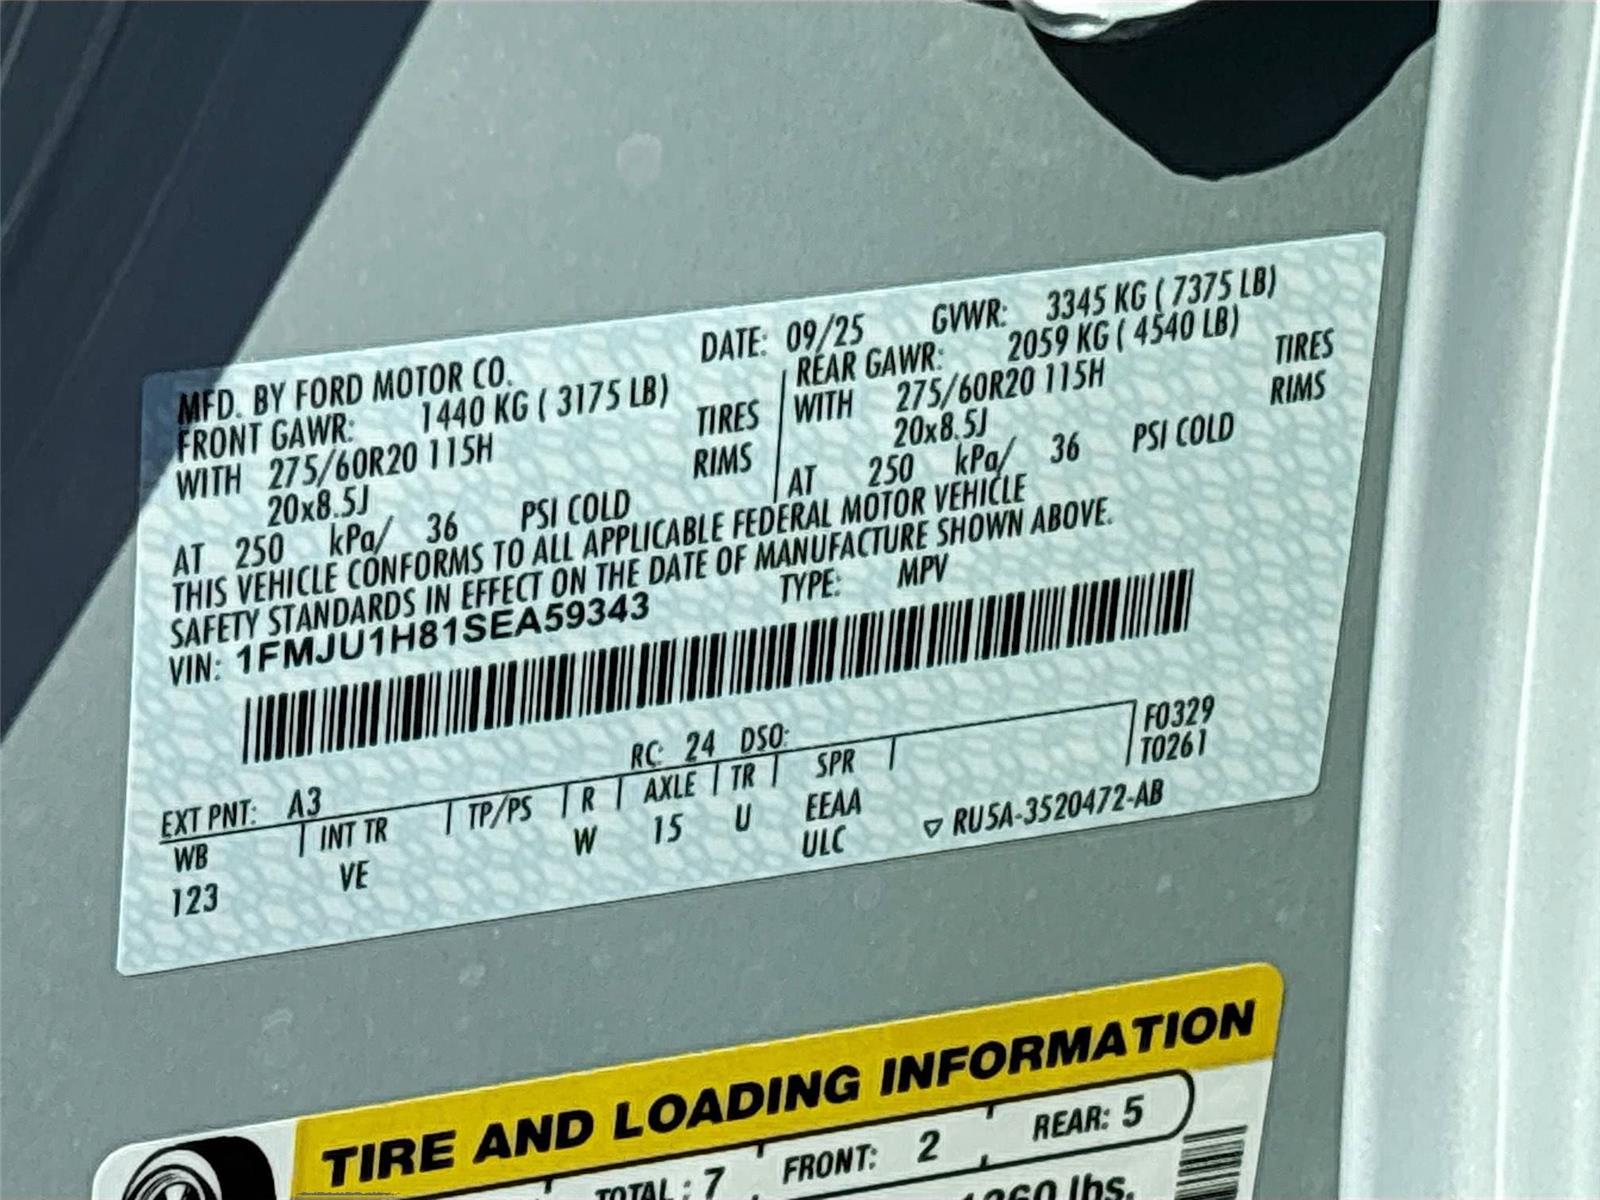 MFD. BY FORD MOTOR CO. DATE: 09/25 GVWR: 3345 KG ( 7375 LB)
FRONT GAWR: 1440 KG ( 3175 LB) REAR GAWR: 2059 KG ( 4540 LB)
WITH 275/60R20 115H TIRES WITH 275/60R20 115H TIRES
20x8.5J RIMS 20x8.5J RIMS
AT 250 kPa/ 36 PSI COLD AT 250 kPa/ 36 PSI COLD
THIS VEHICLE CONFORMS TO ALL APPLICABLE FEDERAL MOTOR VEHICLE
SAFETY STANDARDS IN EFFECT ON THE DATE OF MANUFACTURE SHOWN ABOVE.
VIN: 1FMJU1H81SEA59343 TYPE: MPV
EXT PNT: A3 RC: 24 DSO: F0329
WB INT TR TP/PS R AXLE TR SPR T0261
123 VE W 15 U EEAA
ULC ▽ RU5A-3520472-AB
TIRE AND LOADING INFORMATION
TOTAL: 7 FRONT: 2 REAR: 5
lbs.